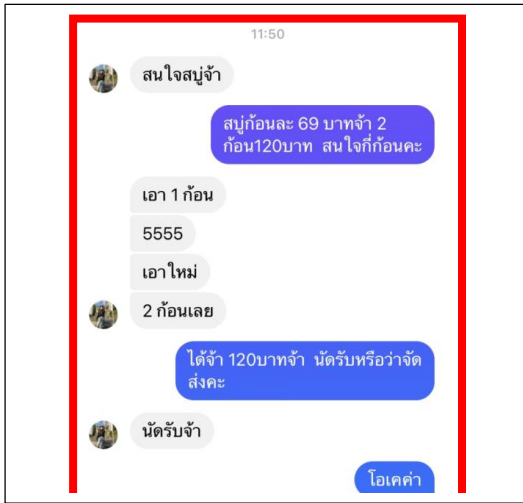 11:50
สนใจสบู่จ้า
สบู่ก้อนละ 69 บาทจ้า 2
ก้อน120บาท สนใจกี่ก้อนคะ
เอา 1 ก้อน
5555
เอาใหม่
2 ก้อนเลย
ได้จ้า 120บาทจ้า นัดรับหรือว่าจัด
ส่งคะ
นัดรับจ้า
โอเคค่า